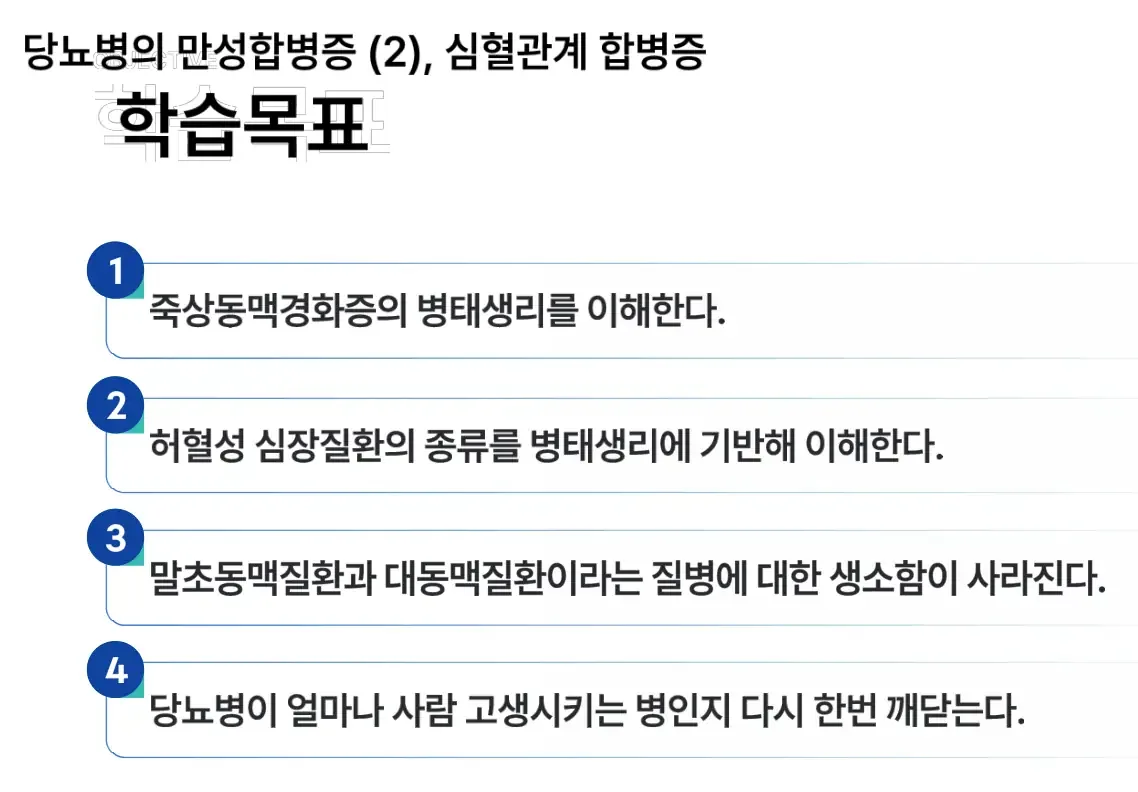 당뇨병의 만성합병증 (2), 심혈관계 합병증
학습목표
1
죽상동맥경화증의 병태생리를 이해한다.
2
허혈성 심장질환의 종류를 병태생리에 기반해 이해한다.
3
말초동맥질환과 대동맥질환이라는 질병에 대한 생소함이 사라진다.
4
당뇨병이 얼마나 사람 고생시키는 병인지 다시 한번 깨닫는다.